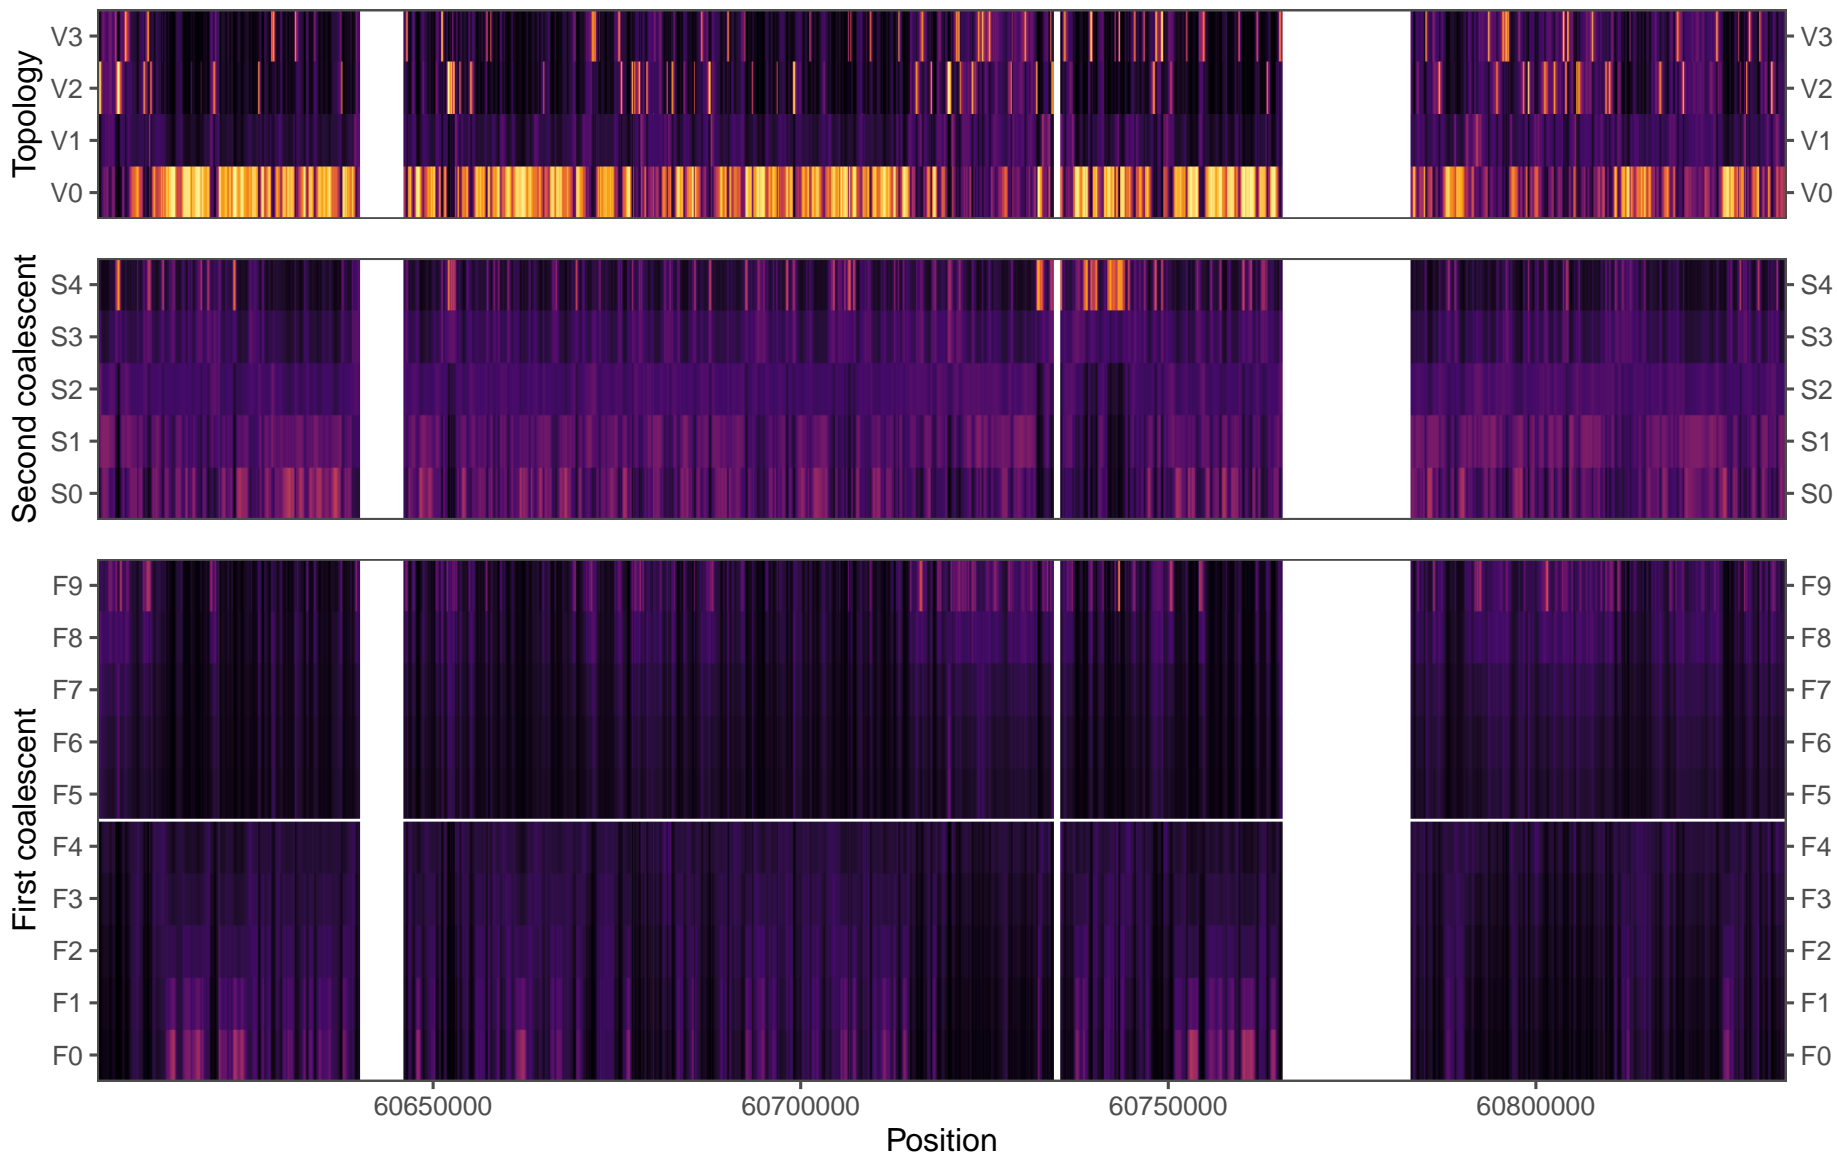 Topology
V3
V2
V1
V0
V3
V2
V1
V0
Second coalescent
S4
S3
S2
S1
S0
S4
S3
S2
S1
S0
First coalescent
F9
F8
F7
F6
F5
F4
F3
F2
F1
F0
F9
F8
F7
F6
F5
F4
F3
F2
F1
F0
60650000 60700000 60750000 60800000
Position